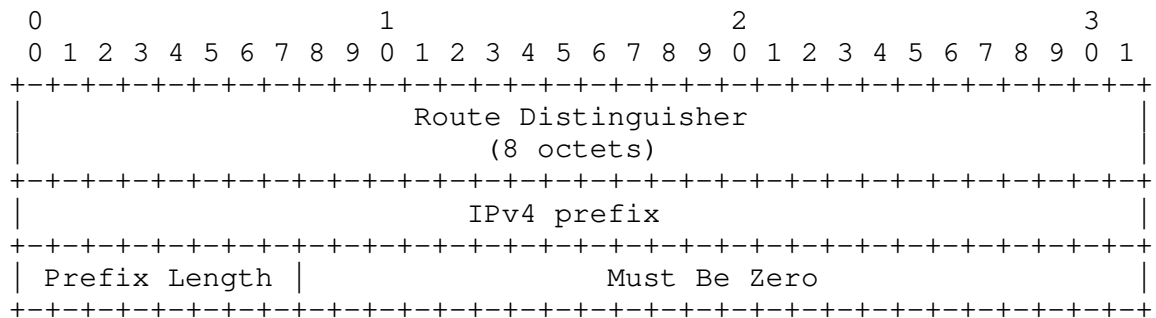 0                   1                   2                   3
 0 1 2 3 4 5 6 7 8 9 0 1 2 3 4 5 6 7 8 9 0 1 2 3 4 5 6 7 8 9 0 1
+-+-+-+-+-+-+-+-+-+-+-+-+-+-+-+-+-+-+-+-+-+-+-+-+-+-+-+-+-+-+-+-+
|                      Route Distinguisher                      |
|                          (8 octets)                           |
+-+-+-+-+-+-+-+-+-+-+-+-+-+-+-+-+-+-+-+-+-+-+-+-+-+-+-+-+-+-+-+-+
|                         IPv4 prefix                           |
+-+-+-+-+-+-+-+-+-+-+-+-+-+-+-+-+-+-+-+-+-+-+-+-+-+-+-+-+-+-+-+-+
| Prefix Length |                 Must Be Zero                  |
+-+-+-+-+-+-+-+-+-+-+-+-+-+-+-+-+-+-+-+-+-+-+-+-+-+-+-+-+-+-+-+-+